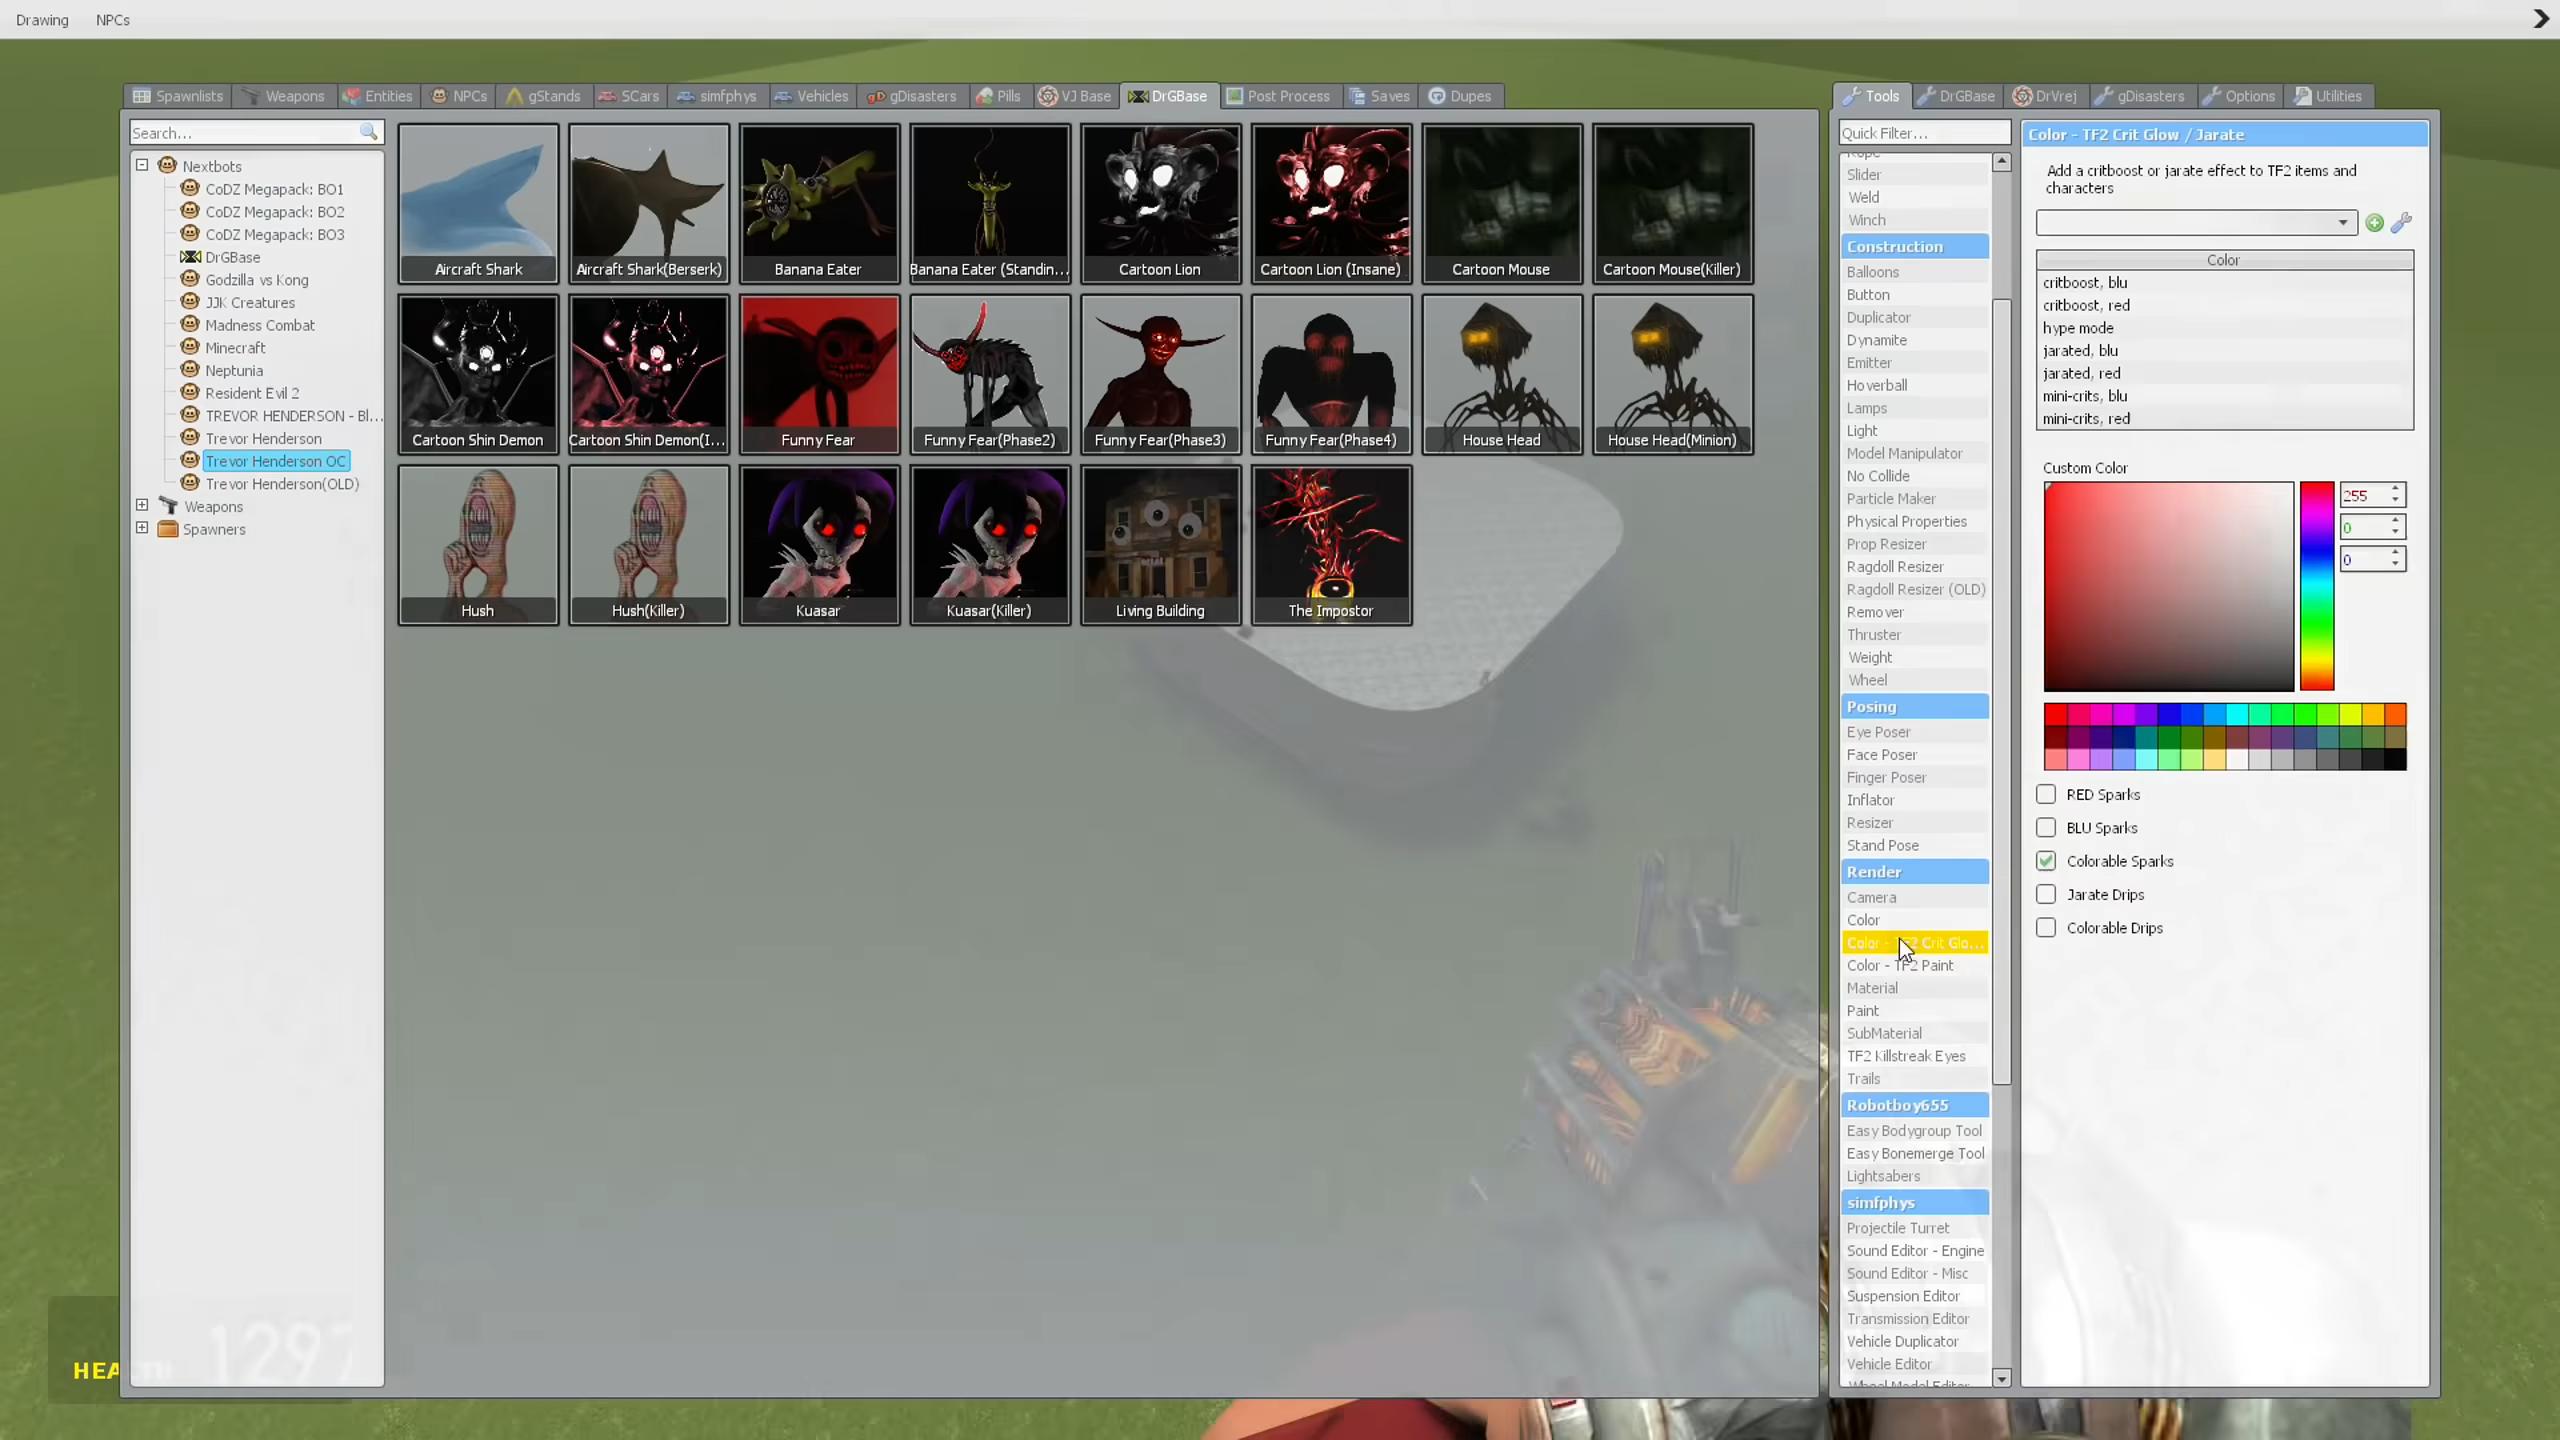 Drawing NPCs
Spawnlists Weapons Entities NPCs gStands SCars simfphys Vehicles gDisasters Pills VJ Base DrGBase Post Process Saves Dupes
Tools DrGBase DrVrej gDisasters Options Utilities
Search...
Nextbots
CoDZ Megapack: BO1
CoDZ Megapack: BO2
CoDZ Megapack: BO3
DrGBase
Godzilla vs Kong
JJK Creatures
Madness Combat
Minecraft
Neptunia
Resident Evil 2
TREVOR HENDERSON - Bl...
Trevor Henderson
Trevor Henderson OC
Trevor Henderson(OLD)
Weapons
Spawners
Aircraft Shark
Aircraft Shark(Berserk)
Banana Eater
Banana Eater (Standin...
Cartoon Lion
Cartoon Lion (Insane)
Cartoon Mouse
Cartoon Mouse(Killer)
Cartoon Shin Demon
Cartoon Shin Demon(I...
Funny Fear
Funny Fear(Phase2)
Funny Fear(Phase3)
Funny Fear(Phase4)
House Head
House Head(Minion)
Hush
Hush(Killer)
Kuasar
Kuasar(Killer)
Living Building
The Impostor
Quick Filter...
Rope
Slider
Weld
Winch
Construction
Balloons
Button
Duplicator
Dynamite
Emitter
Hoverball
Lamps
Light
Model Manipulator
No Collide
Particle Maker
Physical Properties
Prop Resizer
Ragdoll Resizer
Ragdoll Resizer (OLD)
Remover
Thruster
Weight
Wheel
Posing
Eye Poser
Face Poser
Finger Poser
Inflator
Resizer
Stand Pose
Render
Camera
Color
Color - TF2 Crit Glo...
Color - TF2 Paint
Material
Paint
SubMaterial
TF2 Killstreak Eyes
Trails
Robotboy655
Easy Bodygroup Tool
Easy Bonemerge Tool
Lightsabers
simfphys
Projectile Turret
Sound Editor - Engine
Sound Editor - Misc
Suspension Editor
Transmission Editor
Vehicle Duplicator
Vehicle Editor
Wheel Model Editor
Color - TF2 Crit Glow / Jarate
Add a critboost or jarate effect to TF2 items and
characters
Color
critboost, blu
critboost, red
hype mode
jarated, blu
jarated, red
mini-crits, blu
mini-crits, red
Custom Color
255
0
0
RED Sparks
BLU Sparks
Colorable Sparks
Jarate Drips
Colorable Drips
HEALTH 1297